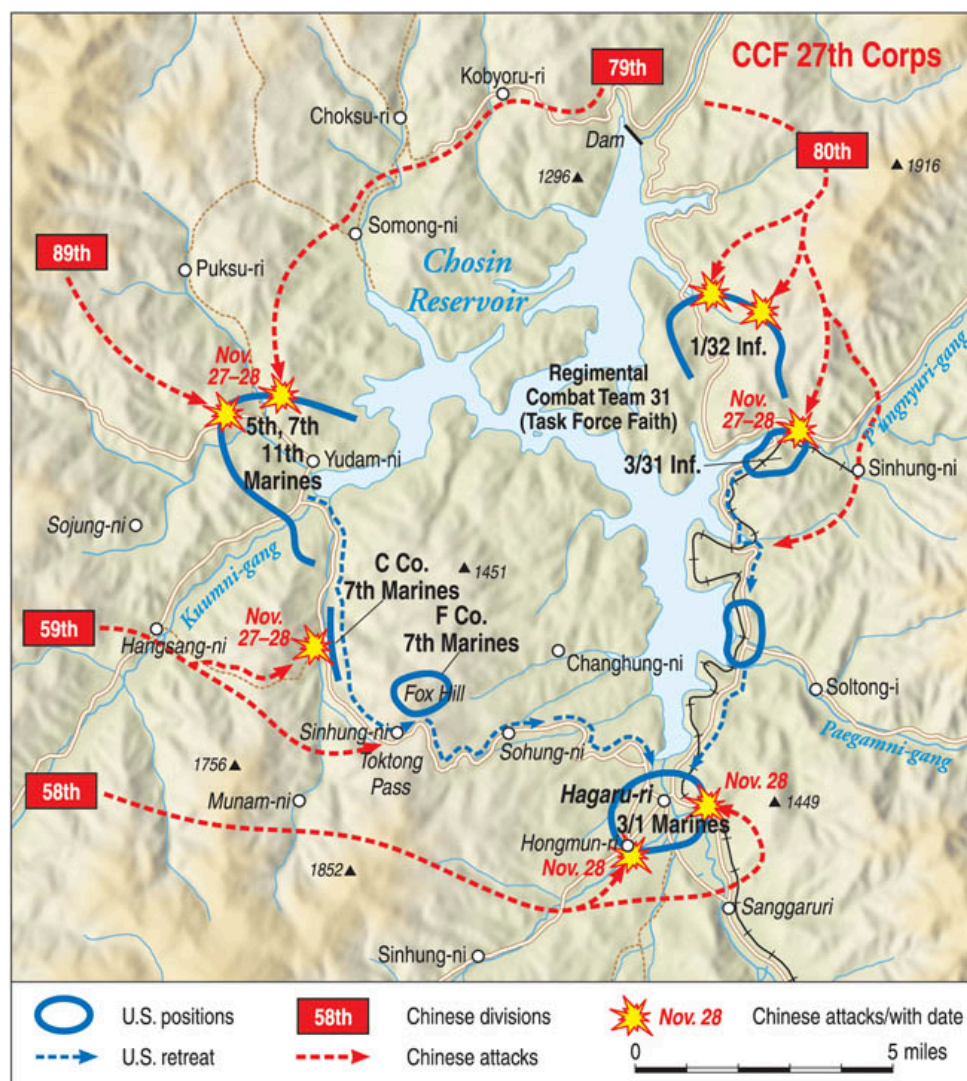 CCF 27th Corps
79th
Kobyoru-ri
Choksu-ri
Dam
80th
1296
1916
Somong-ni
89th
Puksu-ri
Chosin
Reservoir
1/32 Inf.
Nov.
27–28
Regimental
Combat Team 31
(Task Force Faith)
Nov.
27–28
P'ungnyuri-gang
5th, 7th
11th
Marines
Yudam-ni
3/31 Inf.
Sinhung-ni
Sojung-ni
Kuumni-gang
C Co.
7th Marines
1451
F Co.
7th Marines
59th
Hangsang-ni
Nov.
27–28
Changhung-ni
Fox Hill
Soltong-i
Sinhung-ni
Toktong
Pass
Sohung-ni
Paegamni-gang
1756
58th
Munam-ni
Hagaru-ri
Nov. 28
1449
3/1 Marines
Hongmun-ni
Nov. 28
1852
Sanggaruri
Sinhung-ni
U.S. positions
58th
Chinese divisions
Nov. 28
Chinese attacks/with date
U.S. retreat
Chinese attacks
0
5 miles